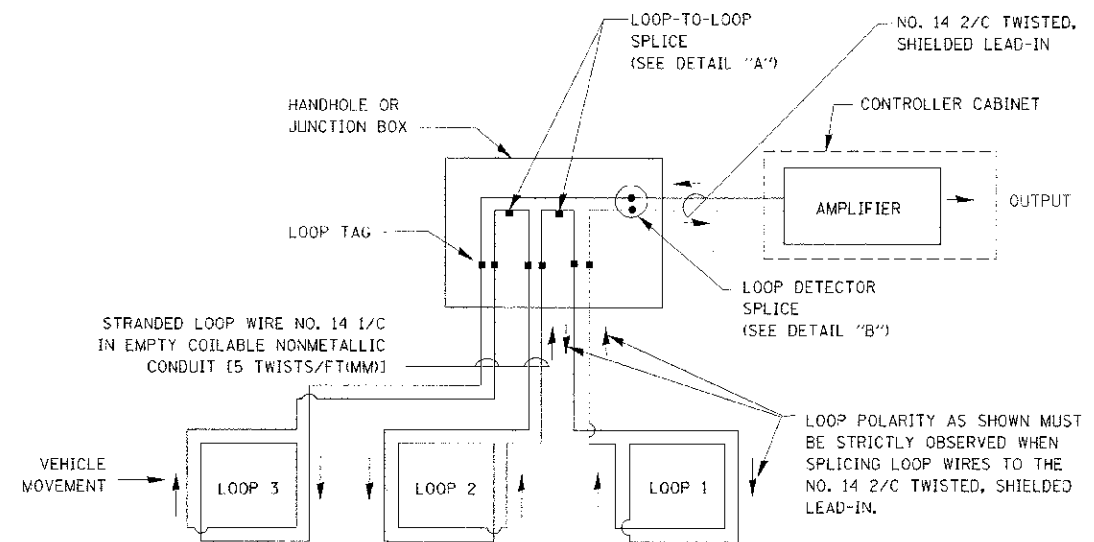 LOOP-TO-LOOP
SPLICE
(SEE DETAIL "A")
NO. 14 2/C TWISTED,
SHIELDED LEAD-IN
HANDHOLE OR
JUNCTION BOX
CONTROLLER CABINET
AMPLIFIER
OUTPUT
LOOP TAG
LOOP DETECTOR
SPLICE
(SEE DETAIL "B")
STRANDED LOOP WIRE NO. 14 1/C
IN EMPTY COILABLE NONMETALLIC
CONDUIT [5 TWISTS/FT(MM)]
LOOP POLARITY AS SHOWN MUST
BE STRICTLY OBSERVED WHEN
SPLICING LOOP WIRES TO THE
NO. 14 2/C TWISTED, SHIELDED
LEAD-IN.
VEHICLE
MOVEMENT
LOOP 3
LOOP 2
LOOP 1